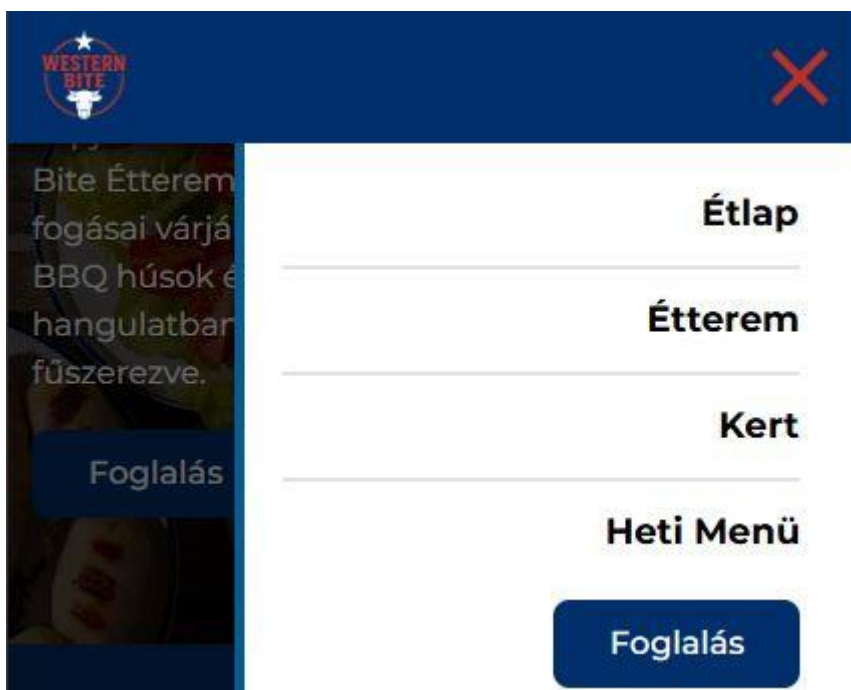 WESTERN
BITE
Bite Étterem
fogásai várjá
BBQ húsok é
hangulatban
fűszerezve.
Foglalás
Étlap
Étterem
Kert
Heti Menü
Foglalás